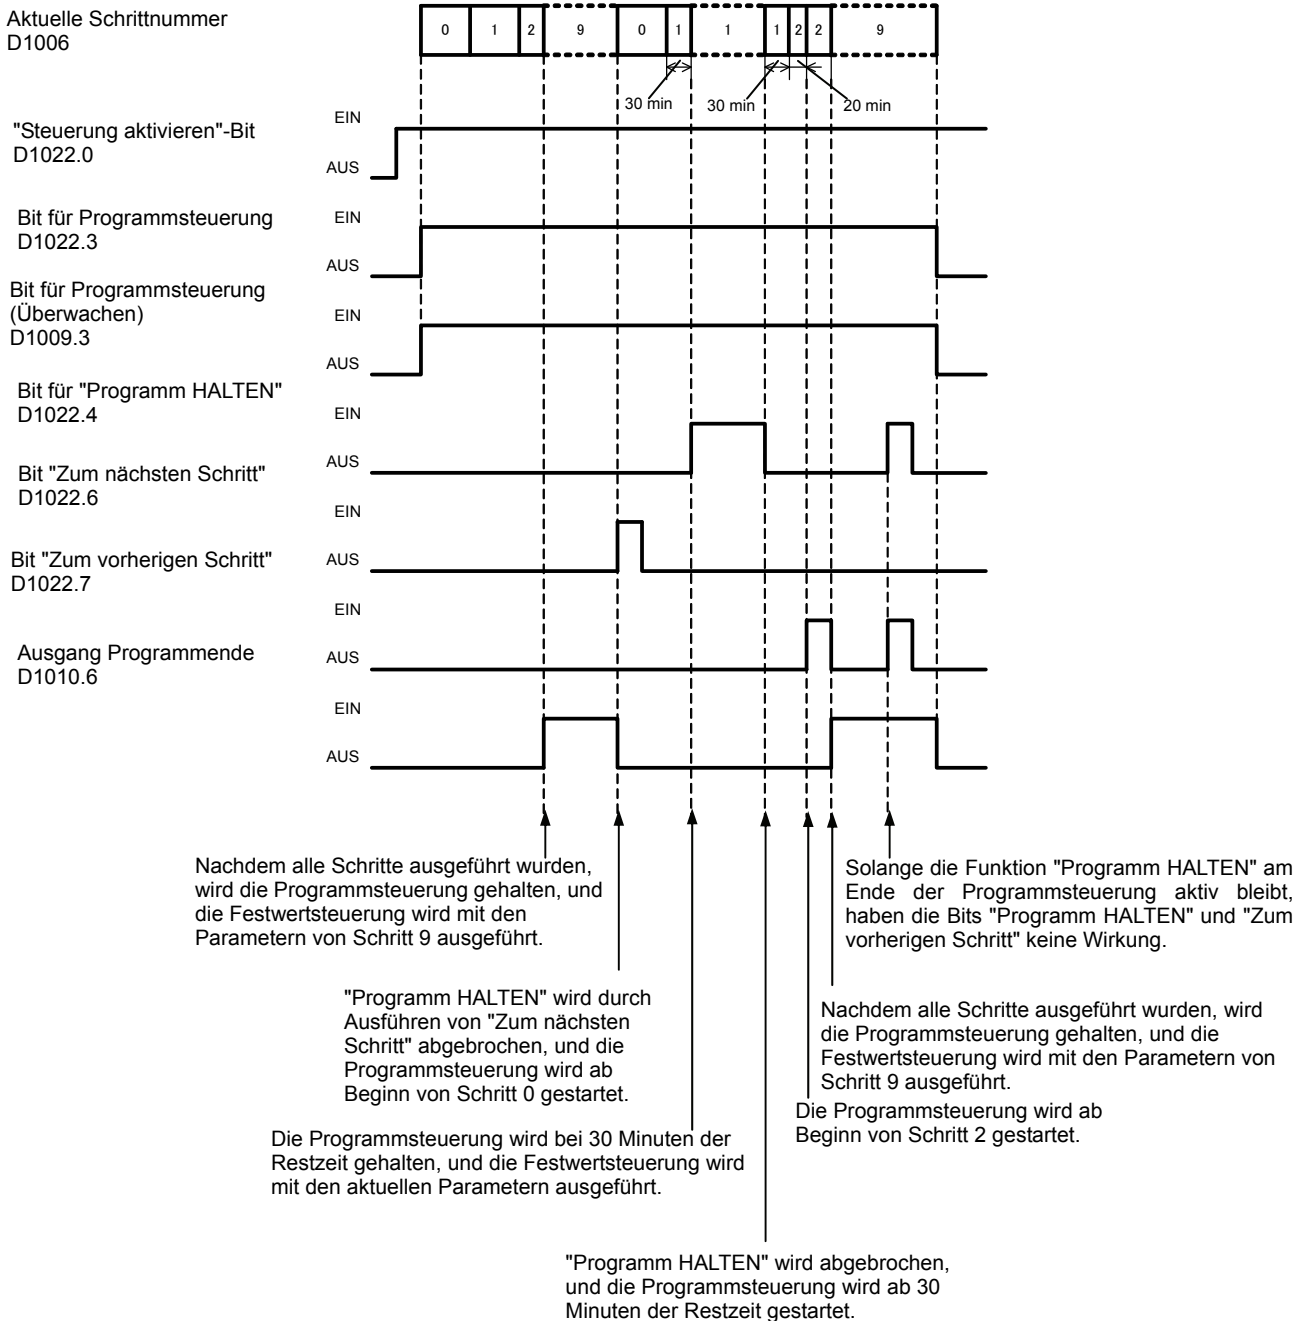 Aktuelle Schrittnummer
D1006
0 1 2 9 0 1 1 1 2 2 9
30 min 30 min 20 min
"Steuerung aktivieren"-Bit
D1022.0
EIN
AUS
Bit für Programmsteuerung
D1022.3
EIN
AUS
Bit für Programmsteuerung
(Überwachen)
D1009.3
EIN
AUS
Bit für "Programm HALTEN"
D1022.4
EIN
AUS
Bit "Zum nächsten Schritt"
D1022.6
EIN
AUS
Bit "Zum vorherigen Schritt"
D1022.7
EIN
AUS
Ausgang Programmende
D1010.6
EIN
AUS
Nachdem alle Schritte ausgeführt wurden,
wird die Programmsteuerung gehalten, und
die Festwertsteuerung wird mit den
Parametern von Schritt 9 ausgeführt.
Solange die Funktion "Programm HALTEN" am
Ende der Programmsteuerung aktiv bleibt,
haben die Bits "Programm HALTEN" und "Zum
vorherigen Schritt" keine Wirkung.
"Programm HALTEN" wird durch
Ausführen von "Zum nächsten
Schritt" abgebrochen, und die
Programmsteuerung wird ab
Beginn von Schritt 0 gestartet.
Nachdem alle Schritte ausgeführt wurden, wird
die Programmsteuerung gehalten, und die
Festwertsteuerung wird mit den Parametern von
Schritt 9 ausgeführt.
Die Programmsteuerung wird ab
Beginn von Schritt 2 gestartet.
Die Programmsteuerung wird bei 30 Minuten der
Restzeit gehalten, und die Festwertsteuerung wird
mit den aktuellen Parametern ausgeführt.
"Programm HALTEN" wird abgebrochen,
und die Programmsteuerung wird ab 30
Minuten der Restzeit gestartet.